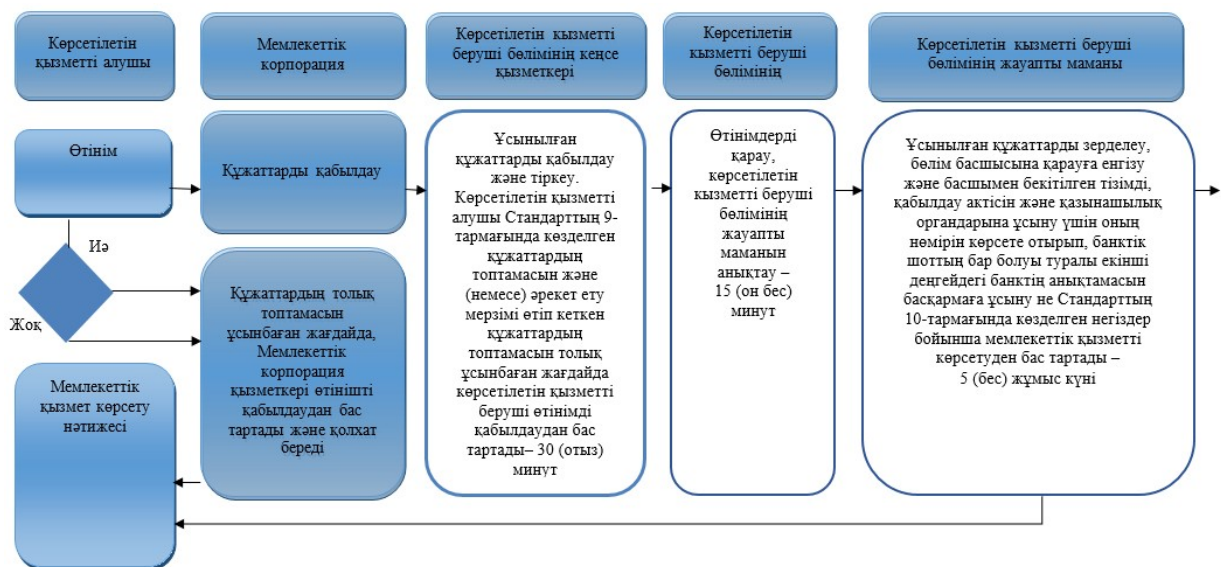 Көрсетілетін
қызметті алушы
Мемлекеттік
корпорация
Көрсетілетін қызметті
беруші бөлімінің кеңсе
қызметкері
Көрсетілетін
қызметті беруші
бөлімінің
Көрсетілетін қызметті беруші
бөлімінің жауапты маманы
Өтінім
Иә
Жоқ
Мемлекеттік
қызмет көрсету
нәтижесі
Құжаттарды қабылдау
Құжаттардың толық
топтамасын
ұсынбаған жағдайда,
Мемлекеттік
корпорация
қызметкері өтінішті
қабылдаудан бас
тартады және қолхат
береді
Ұсынылған
құжаттарды қабылдау
және тіркеу.
Көрсетілетін қызметті
алушы Стандарттың 9-
тармағында көзделген
құжаттардың
топтамасын және
(немесе) әрекет ету
мерзімі өтіп кеткен
құжаттардың
топтамасын толық
ұсынбаған жағдайда
көрсетілетін қызметті
беруші өтінімді
қабылдаудан бас
тартады– 30 (отыз)
минут
Өтінімдерді
қарау,
көрсетілетін
қызметті беруші
бөлімінің
жауапты
маманын
анықтау –
15 (он бес)
минут
Ұсынылған құжаттарды зерделеу,
бөлім басшысына қарауға енгізу
және басшымен бекітілген тізімді,
қабылдау актісін және қазынашылық
органдарына ұсыну үшін оның
нөмірін көрсете отырып, банктік
шоттың бар болуы туралы екінші
деңгейдегі банктің анықтамасын
басқармаға ұсыну не Стандарттың
10-тармағында көзделген негіздер
бойынша мемлекеттік қызметті
көрсетуден бас тартады –
5 (бес) жұмыс күні